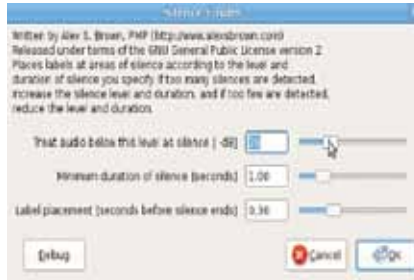 Silence Finder
Written by Alex S. Brown, PMP (http://www.alexsbrown.com)
Released under terms of the GNU General Public License version 2
Places labels at areas of silence according to the level and
duration of silence you specify. If too many silences are detected,
increase the silence level and duration, and if too few are detected,
reduce the level and duration.
Treat audio below this level as silence [ -dB]
Minimum duration of silence [seconds] 1.00
Label placement [seconds before silence ends] 0.30
Debug Cancel OK